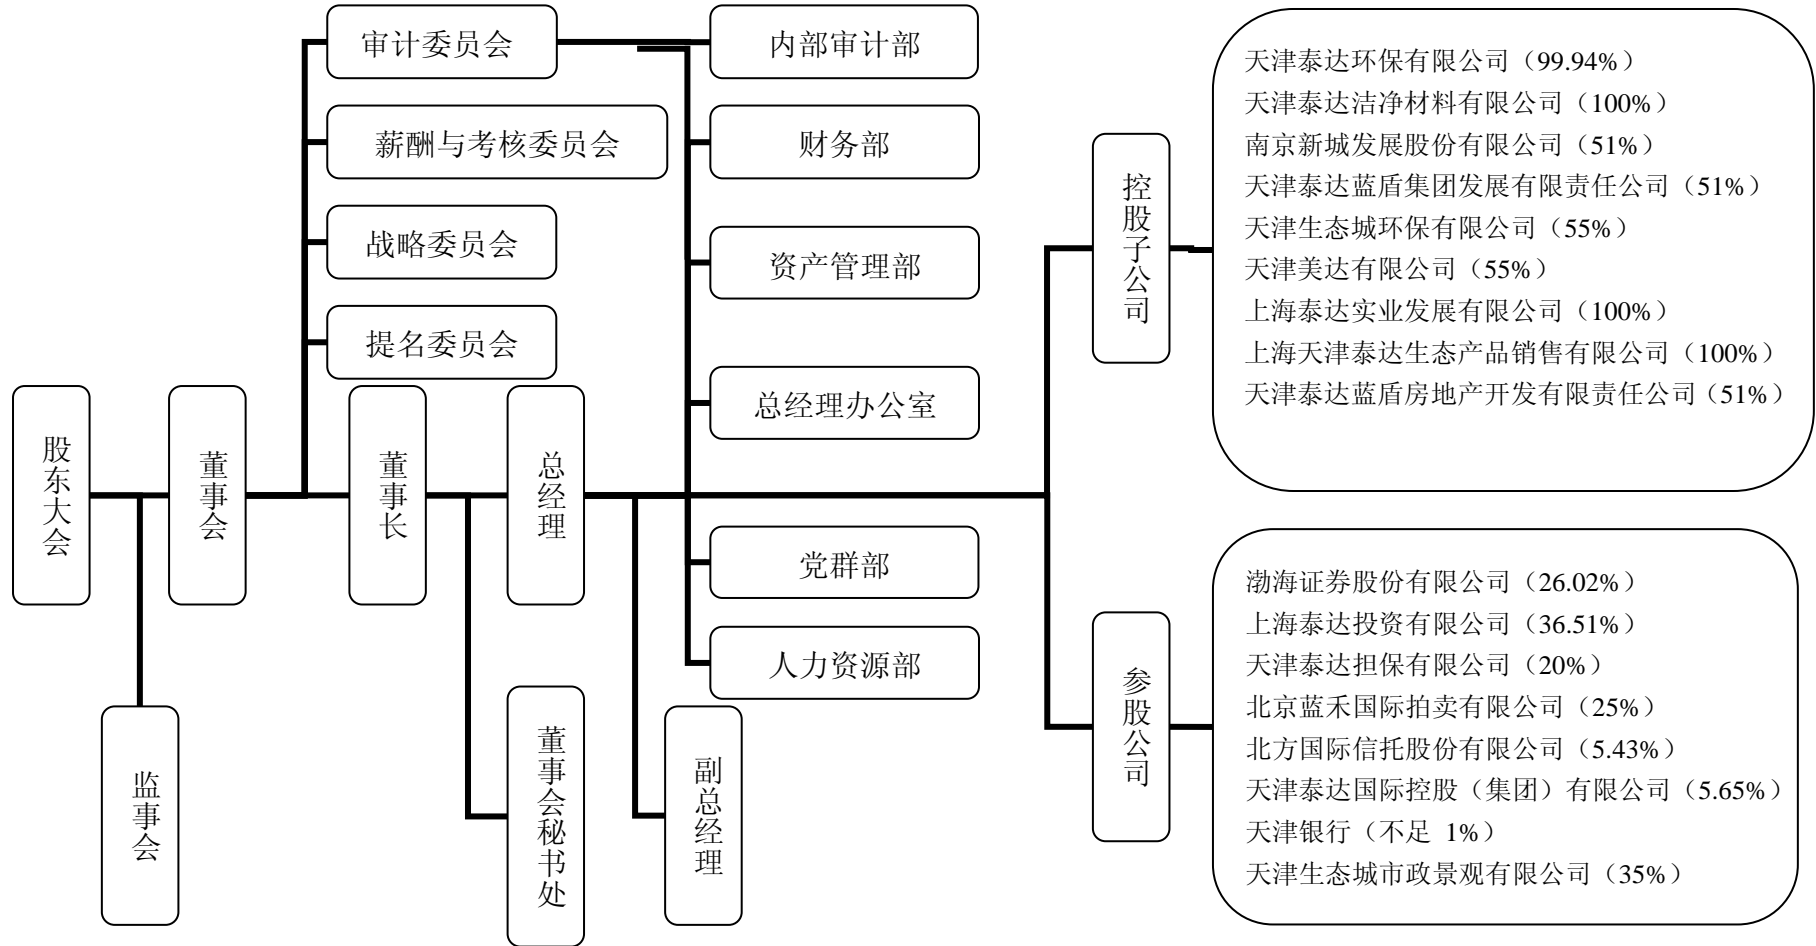 审计委员会
薪酬与考核委员会
战略委员会
提名委员会
股东大会
董事会
董事长
总经理
监事会
董事会秘书处
副总经理
内部审计部
财务部
资产管理部
总经理办公室
党群部
人力资源部
控股子公司
天津泰达环保有限公司（99.94%）
天津泰达洁净材料有限公司（100%）
南京新城发展股份有限公司（51%）
天津泰达蓝盾集团发展有限责任公司（51%）
天津生态城环保有限公司（55%）
天津美达有限公司（55%）
上海泰达实业发展有限公司（100%）
上海天津泰达生态产品销售有限公司（100%）
天津泰达蓝盾房地产开发有限责任公司（51%）
参股公司
渤海证券股份有限公司（26.02%）
上海泰达投资有限公司（36.51%）
天津泰达担保有限公司（20%）
北京蓝禾国际拍卖有限公司（25%）
北方国际信托股份有限公司（5.43%）
天津泰达国际控股（集团）有限公司（5.65%）
天津银行（不足 1%）
天津生态城市政景观有限公司（35%）